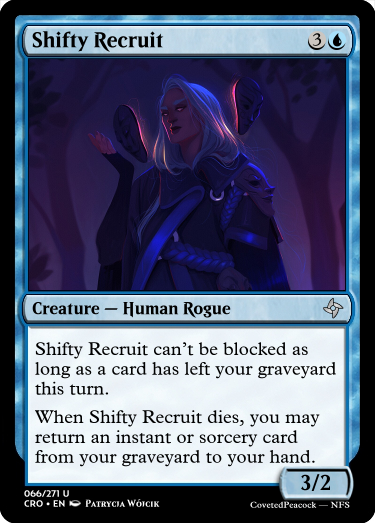 Shifty Recruit 3
Creature — Human Rogue
Shifty Recruit can't be blocked as
long as a card has left your graveyard
this turn.
When Shifty Recruit dies, you may
return an instant or sorcery card
from your graveyard to your hand.
3/2
066/271 U
CRO • EN Patrycja Wójcik
CovetedPeacock — NFS